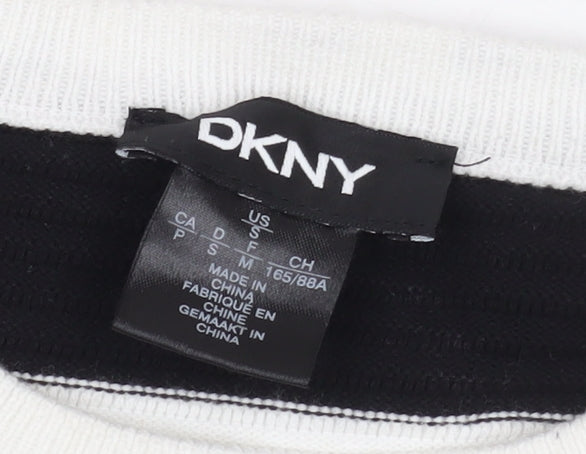 DKNY
US
S
CA D F CH
P S M 165/88A
MADE IN
CHINA
FABRIQUÉ EN
CHINE
GEMAAKT IN
CHINA